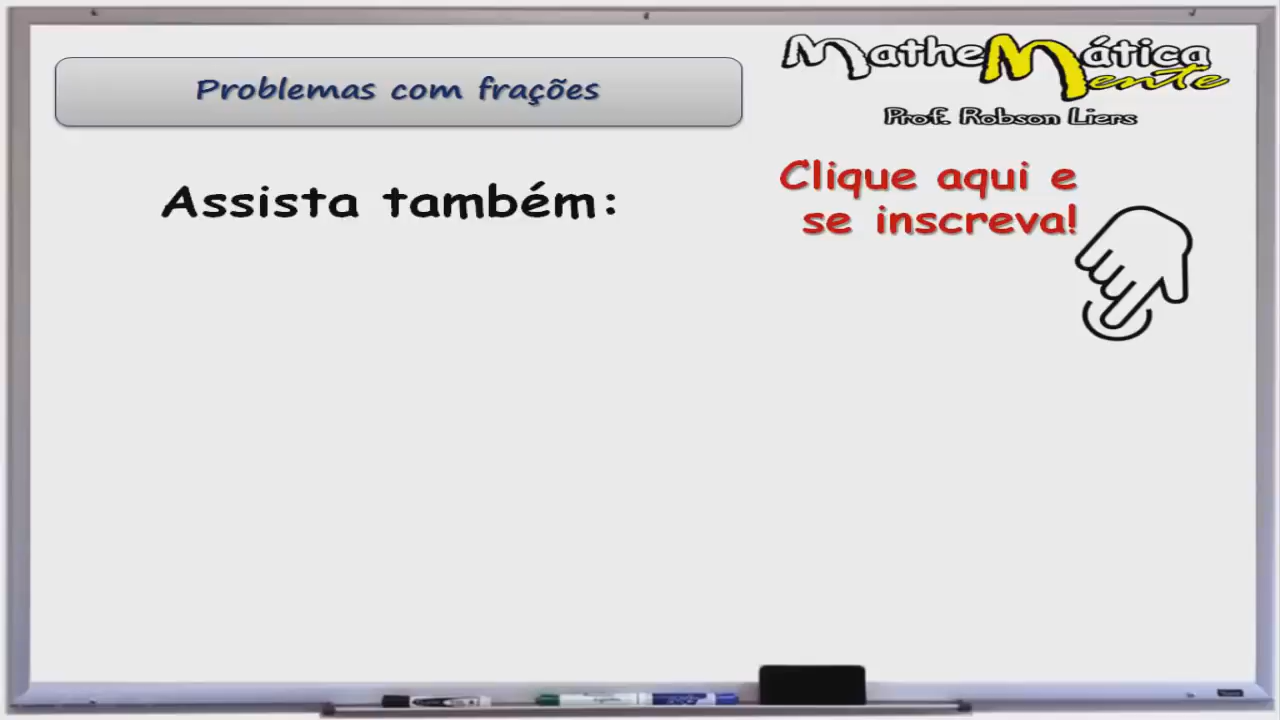 Problemas com frações
MatheMática
mente
Prof. Robson Liers
Assista também:
Clique aqui e
se inscreva!